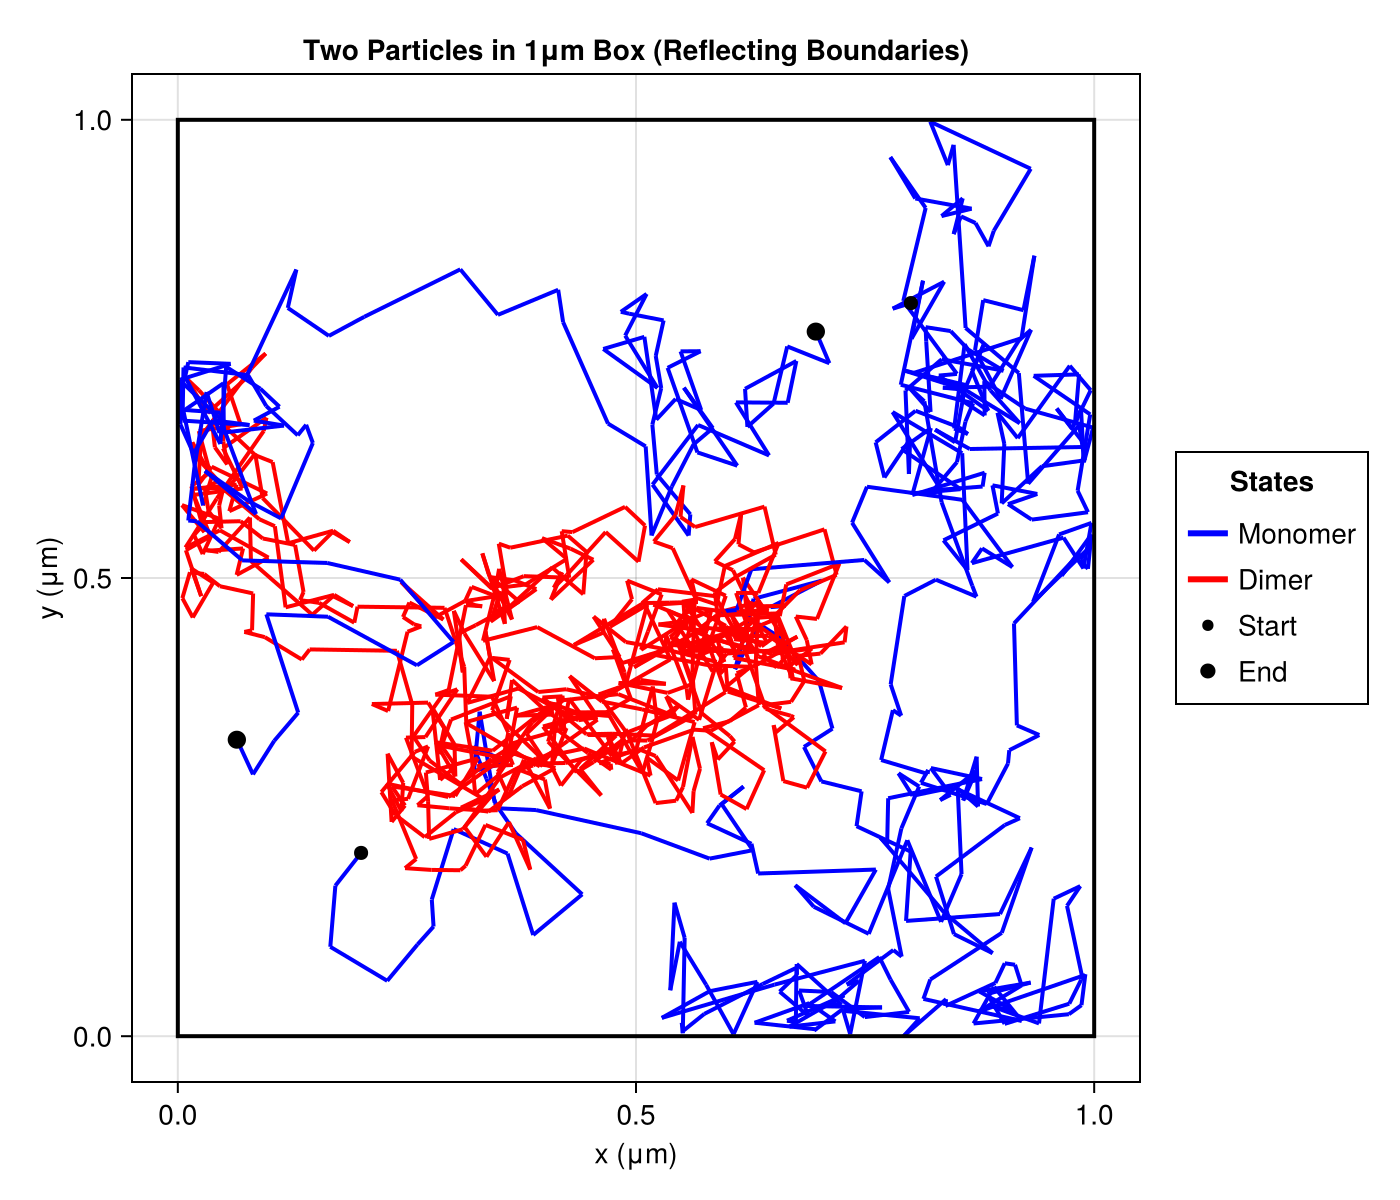 Two Particles in 1µm Box (Reflecting Boundaries)
1.0
0.5
0.0
y (µm)
0.0
0.5
1.0
x (µm)
States
Monomer
Dimer
Start
End